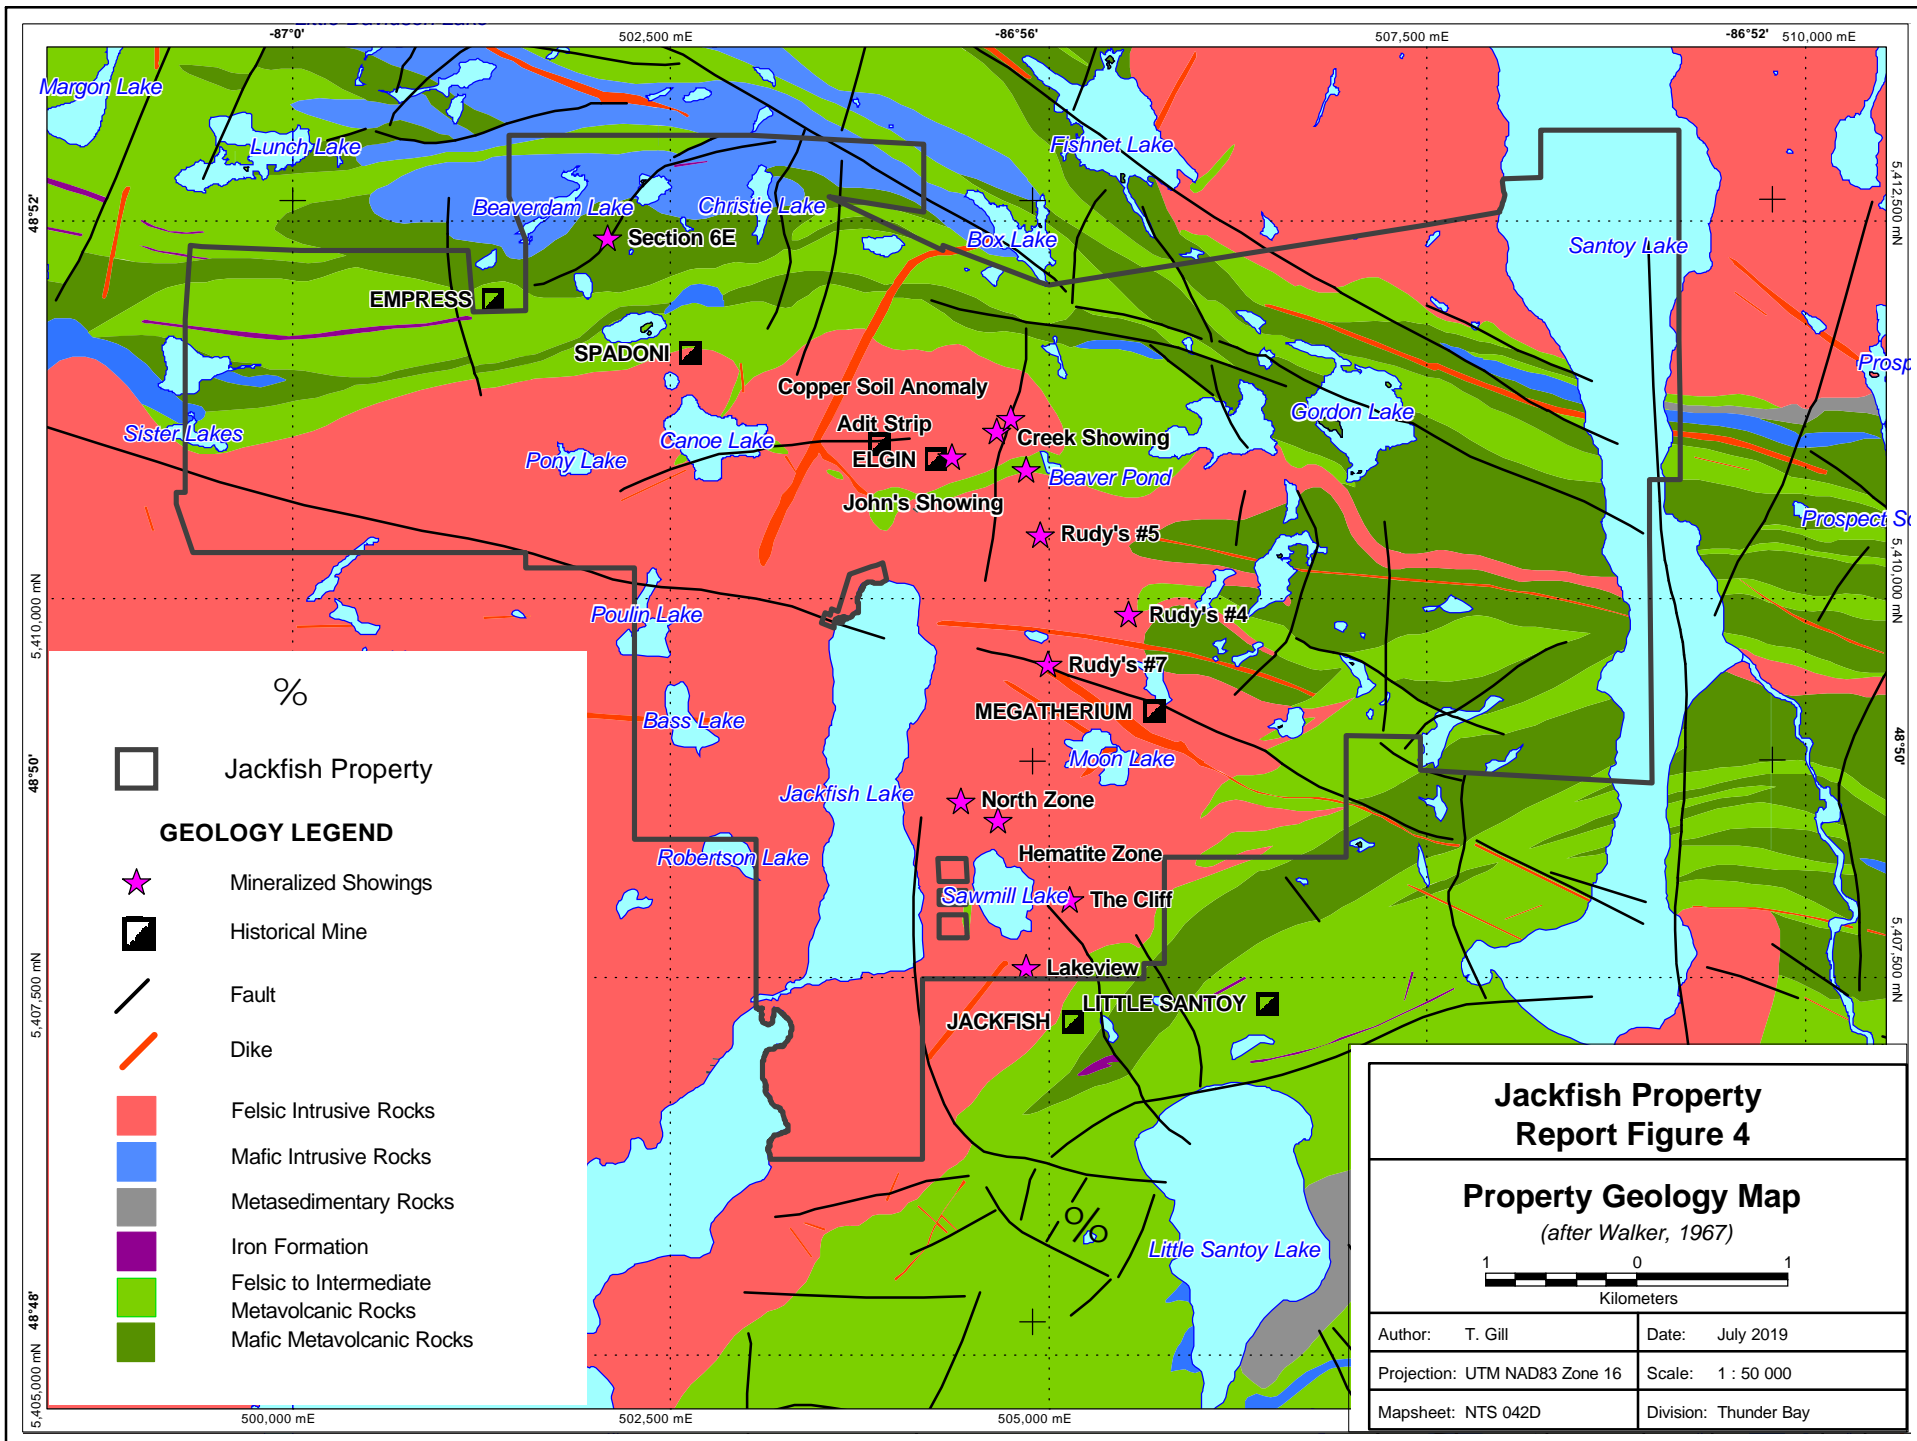 Little Davidson Lake
-87°0'
502,500 mE
-86°56'
507,500 mE
-86°52'
510,000 mE
Margon Lake
Lunch Lake
Fishnet Lake
48°52'
5,412,500 mN
Beaverdam Lake
Christie Lake
Section 6E
Box Lake
Santoy Lake
EMPRESS
SPADONI
Prosp
Copper Soil Anomaly
Gordon Lake
Adit Strip
Sister Lakes
Canoe Lake
Creek Showing
Pony Lake
ELGIN
Beaver Pond
John's Showing
Prospect So
Rudy's #5
5,410,000 mN
5,410,000 mN
Poulin Lake
Rudy's #4
Rudy's #7
Bass Lake
MEGATHERIUM
48°50'
48°50'
Moon Lake
Jackfish Lake
North Zone
Robertson Lake
Hematite Zone
Sawmill Lake
The Cliff
5,407,500 mN
5,407,500 mN
Lakeview
LITTLE SANTOY
JACKFISH
%
Little Santoy Lake
48°48'
5,405,000 mN
500,000 mE
502,500 mE
505,000 mE
%
Jackfish Property
GEOLOGY LEGEND
Mineralized Showings
Historical Mine
Fault
Dike
Felsic Intrusive Rocks
Mafic Intrusive Rocks
Metasedimentary Rocks
Iron Formation
Felsic to Intermediate
Metavolcanic Rocks
Mafic Metavolcanic Rocks
Jackfish Property
Report Figure 4
Property Geology Map
(after Walker, 1967)
1 0 1
Kilometers
Author: T. Gill
Date: July 2019
Projection: UTM NAD83 Zone 16
Scale: 1 : 50 000
Mapsheet: NTS 042D
Division: Thunder Bay